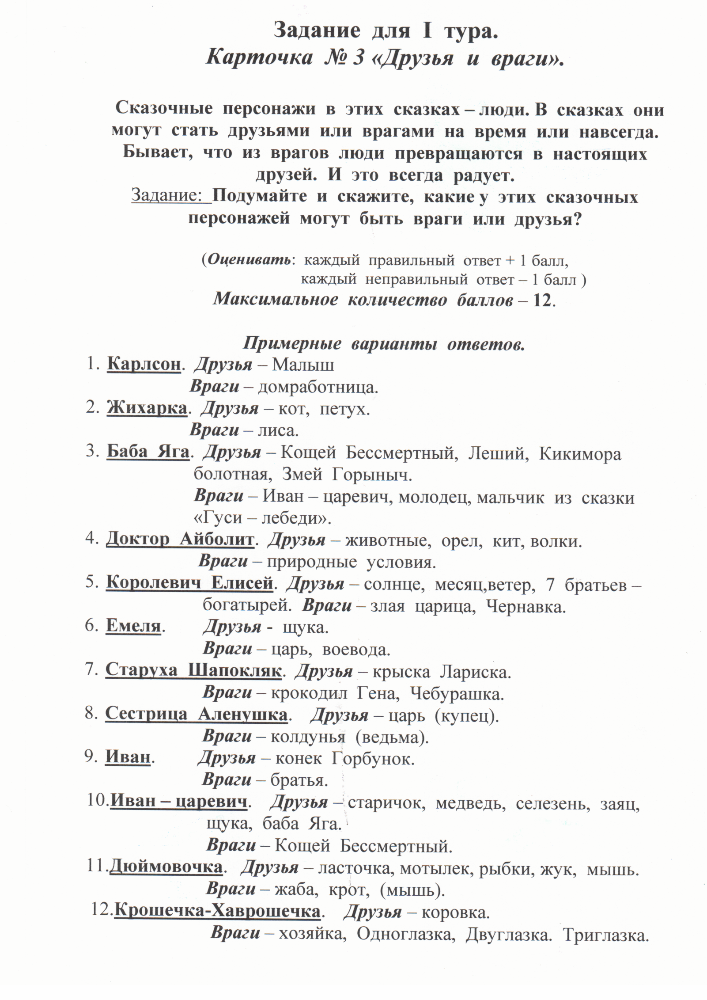 Задание для I тура.
Карточка № 3 «Друзья и враги».
Сказочные персонажи в этих сказках – люди. В сказках они
могут стать друзьями или врагами на время или навсегда.
Бывает, что из врагов люди превращаются в настоящих
друзей. И это всегда радует.
Задание: Подумайте и скажите, какие у этих сказочных
персонажей могут быть враги или друзья?
(Оценивать: каждый правильный ответ + 1 балл,
каждый неправильный ответ – 1 балл )
Максимальное количество баллов – 12.
Примерные варианты ответов.
1. Карлсон. Друзья – Малыш
Враги – домработница.
2. Жихарка. Друзья – кот, петух.
Враги – лиса.
3. Баба Яга. Друзья – Кощей Бессмертный, Леший, Кикимора
болотная, Змей Горыныч.
Враги – Иван – царевич, молодец, мальчик из сказки
«Гуси – лебеди».
4. Доктор Айболит. Друзья – животные, орел, кит, волки.
Враги – природные условия.
5. Королевич Елисей. Друзья – солнце, месяц,ветер, 7 братьев –
богатырей. Враги – злая царица, Чернавка.
6. Емеля. Друзья - щука.
Враги – царь, воевода.
7. Старуха Шапокляк. Друзья – крыска Лариска.
Враги – крокодил Гена, Чебурашка.
8. Сестрица Аленушка. Друзья – царь (купец).
Враги – колдунья (ведьма).
9. Иван. Друзья – конек Горбунок.
Враги – братья.
10.Иван – царевич. Друзья – старичок, медведь, селезень, заяц,
щука, баба Яга.
Враги – Кощей Бессмертный.
11.Дюймовочка. Друзья – ласточка, мотылек, рыбки, жук, мышь.
Враги – жаба, крот, (мышь).
12.Крошечка-Хаврошечка. Друзья – коровка.
Враги – хозяйка, Одноглазка, Двуглазка. Триглазка.